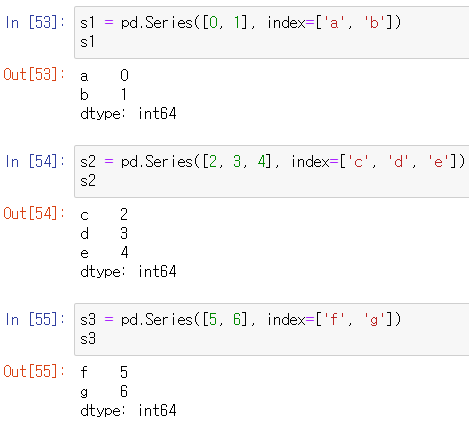 In [53]: s1 = pd.Series([0, 1], index=['a', 'b'])
s1
Out[53]: a    0
b    1
dtype: int64
In [54]: s2 = pd.Series([2, 3, 4], index=['c', 'd', 'e'])
s2
Out[54]: c    2
d    3
e    4
dtype: int64
In [55]: s3 = pd.Series([5, 6], index=['f', 'g'])
s3
Out[55]: f    5
g    6
dtype: int64